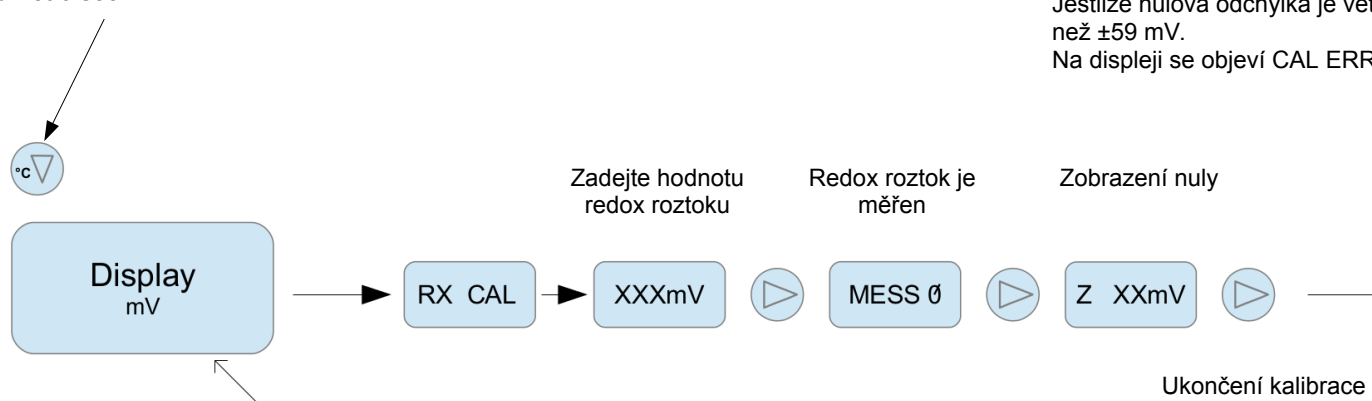 Jestliže nulová odchylka je
než ±59 mV.
Na displeji se objeví CAL ERR
°C
Zadejte hodnotu
redox roztoku
Redox roztok je
měřen
Zobrazení nuly
Display
mV
RX CAL
XXXmV
MESS 0
Z XXmV
Ukončení kalibrace